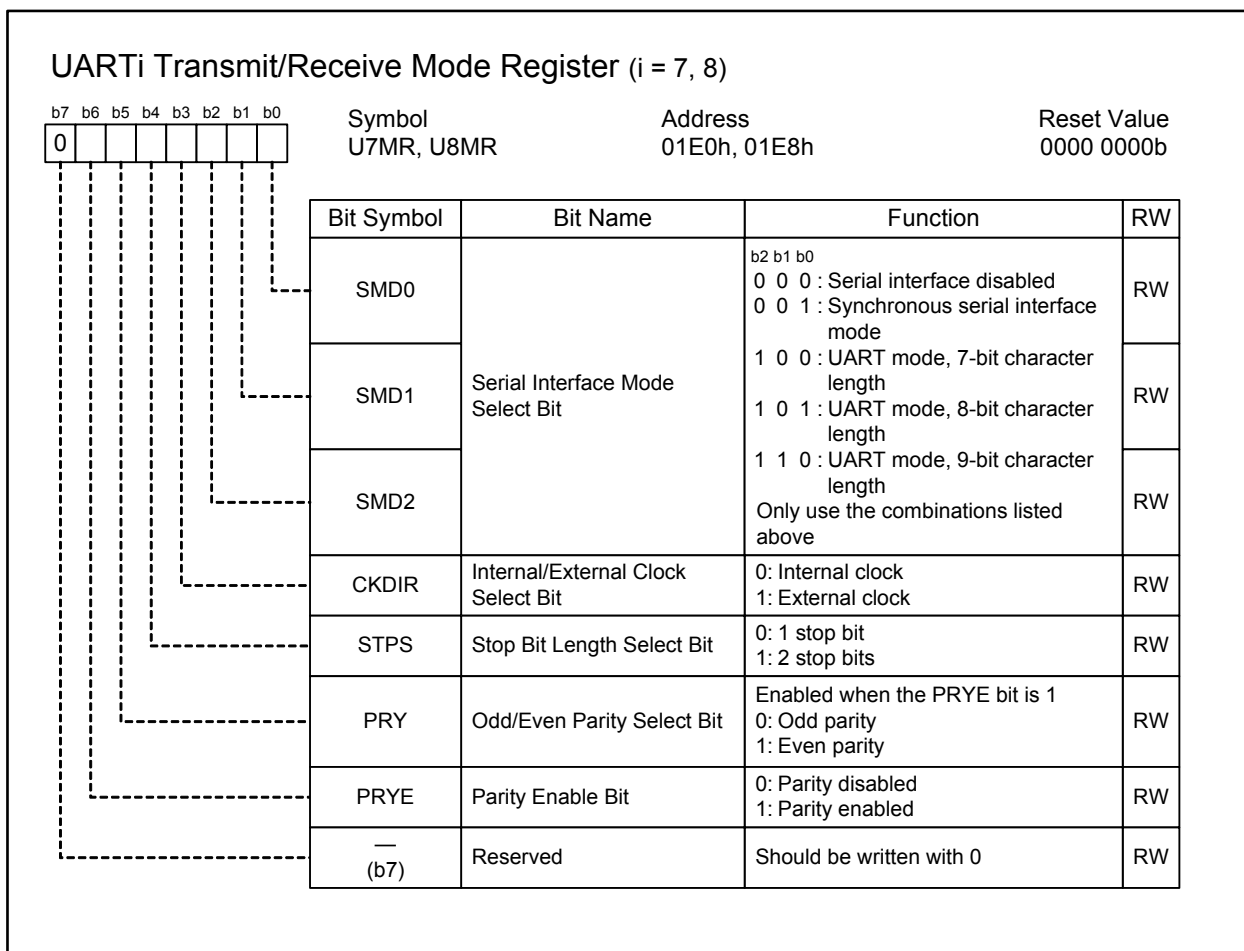 UARTi Transmit/Receive Mode Register (i = 7, 8)
b7 b6 b5 b4 b3 b2 b1 b0
0
Symbol Address Reset Value
U7MR, U8MR 01E0h, 01E8h 0000 0000b
Bit Symbol Bit Name Function RW
SMD0 RW
SMD1 RW
SMD2 RW
Serial Interface Mode
Select Bit
b2 b1 b0
0 0 0 : Serial interface disabled
0 0 1 : Synchronous serial interface
mode
1 0 0 : UART mode, 7-bit character
length
1 0 1 : UART mode, 8-bit character
length
1 1 0 : UART mode, 9-bit character
length
Only use the combinations listed
above
CKDIR
Internal/External Clock
Select Bit
0: Internal clock
1: External clock
RW
STPS
Stop Bit Length Select Bit
0: 1 stop bit
1: 2 stop bits
RW
PRY
Odd/Even Parity Select Bit
Enabled when the PRYE bit is 1
0: Odd parity
1: Even parity
RW
PRYE
Parity Enable Bit
0: Parity disabled
1: Parity enabled
RW
—
(b7)
Reserved
Should be written with 0
RW